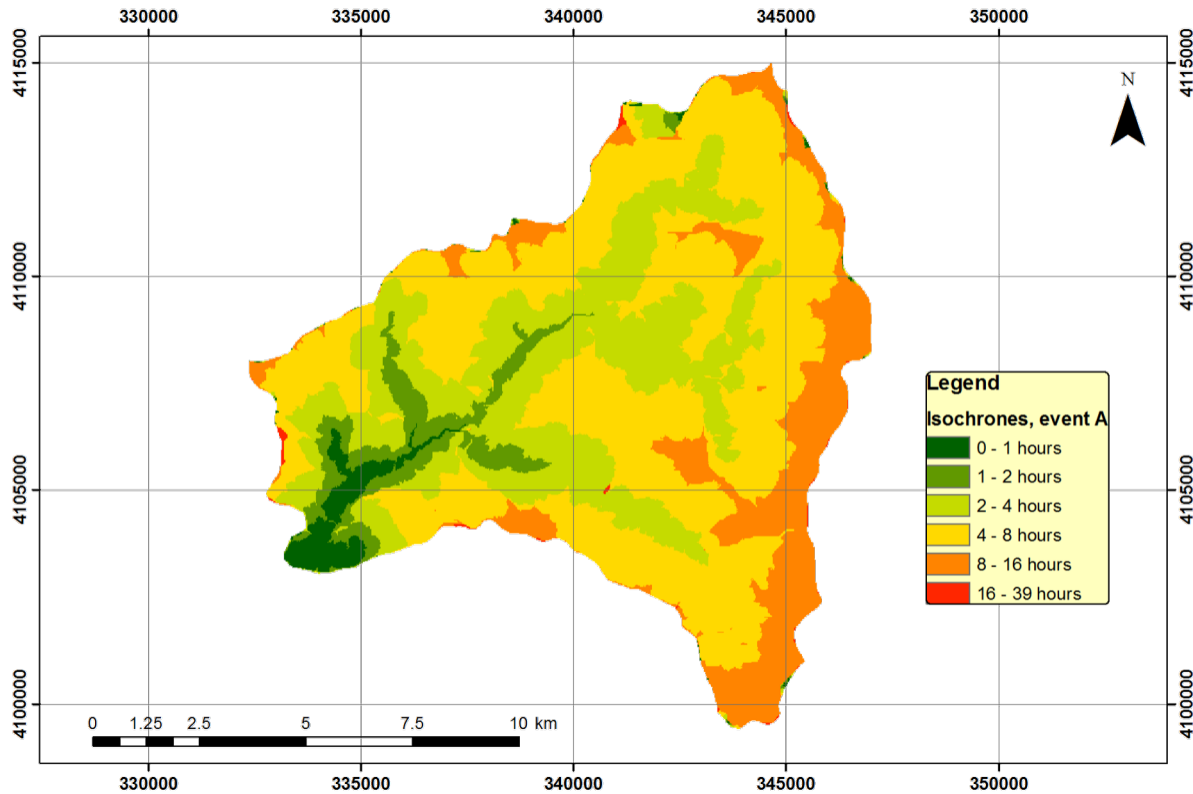 330000 335000 340000 345000 350000
4115000 4115000
N
4110000 4110000
Legend
Isochrones, event A
0 - 1 hours
1 - 2 hours
2 - 4 hours
4 - 8 hours
8 - 16 hours
16 - 39 hours
4105000 4105000
4100000 4100000
0 1.25 2.5 5 7.5 10 km
330000 335000 340000 345000 350000